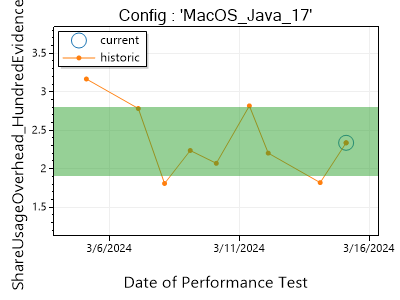 Config : 'MacOS_Java_17'
current
historic
ShareUsageOverhead_HundredEvidence
3.5
3
2.5
2
1.5
3/6/2024
3/11/2024
3/16/2024
Date of Performance Test